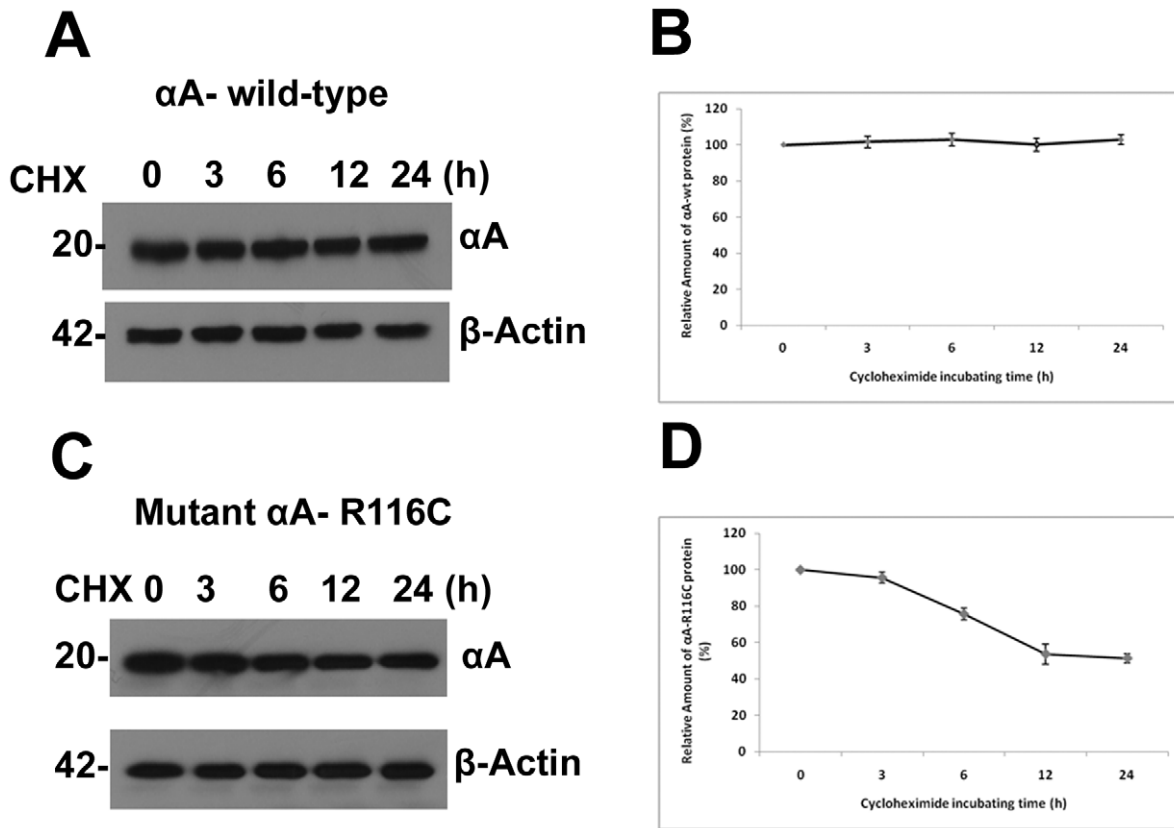 A
αA- wild-type
CHX 0 3 6 12 24 (h)
20- αA
42- β-Actin
B
Relative Amount of αA-wt protein (%)
120
100
80
60
40
20
0
0 3 6 12 24
Cycloheximide incubating time (h)
C
Mutant αA- R116C
CHX 0 3 6 12 24 (h)
20- αA
42- β-Actin
D
Relative Amount of αA-R116C protein
(%)
120
100
80
60
40
20
0
0 3 6 12 24
Cycloheximide incubating time (h)